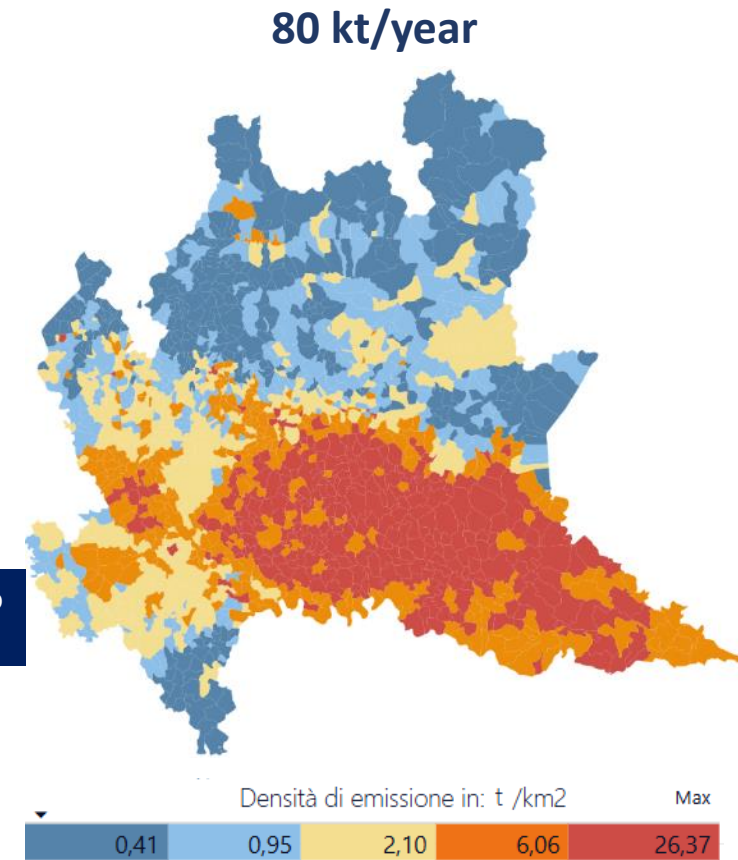 80 kt/year
Densità di emissione in: t /km2
Max
0,41 0,95 2,10 6,06 26,37